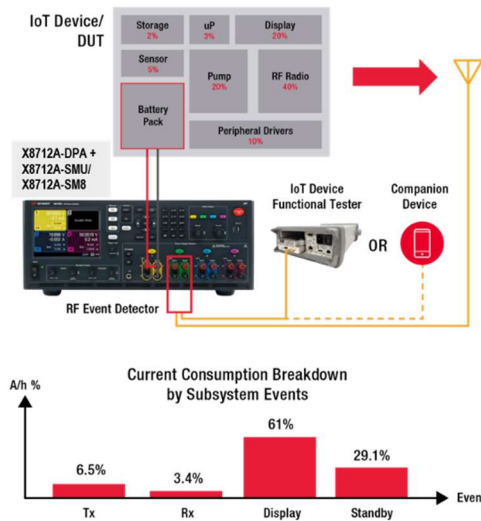 IoT Device/
DUT
Storage
2%
uP
3%
Display
20%
Sensor
5%
Pump
20%
RF Radio
40%
Battery
Pack
Peripheral Drivers
10%
X8712A-DPA +
X8712A-SMU/
X8712A-SM8
IoT Device
Functional Tester
OR
Companion
Device
RF Event Detector
Current Consumption Breakdown
by Subsystem Events
A/h %
6.5%
3.4%
61%
29.1%
Tx
Rx
Display
Standby
Even